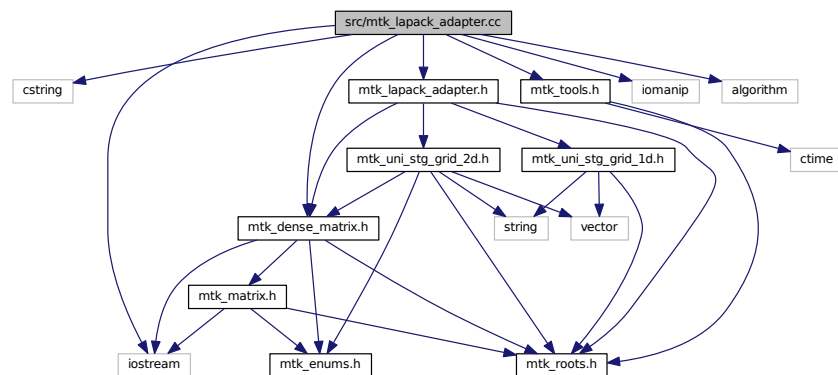 src/mtk_lapack_adapter.cc
cstring
mtk_lapack_adapter.h
mtk_tools.h
iomanip
algorithm
mtk_uni_stg_grid_2d.h
mtk_uni_stg_grid_1d.h
ctime
mtk_dense_matrix.h
string
vector
mtk_matrix.h
iostream
mtk_enums.h
mtk_roots.h